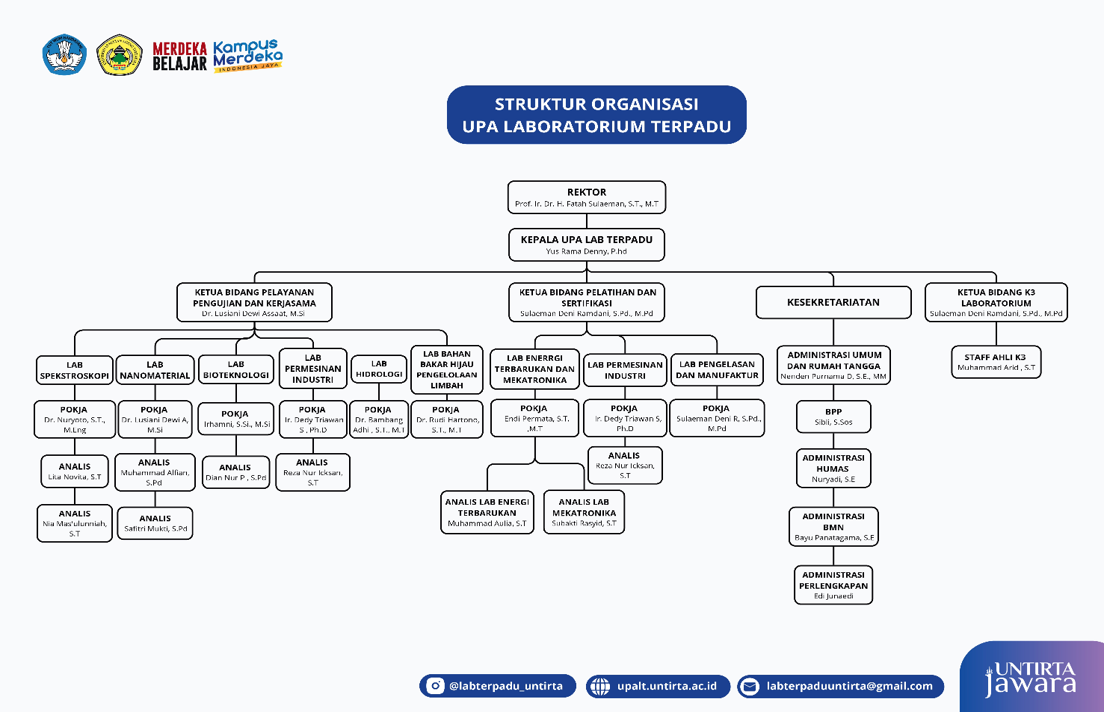 MERDEKA
BELAJAR
Kampus
Merdeka
INDONESIA JAYA
STRUKTUR ORGANISASI
UPA LABORATORIUM TERPADU
REKTOR
Prof. Ir. Dr. H. Fatah Sulaeman, S.T., M.T
KEPALA UPA LAB TERPADU
Yus Rama Denny, P.hd
KETUA BIDANG PELAYANAN
PENGUJIAN DAN KERJASAMA
Dr. Lusiani Dewi Assaat, M.Si
KETUA BIDANG PELATIHAN DAN
SERTIFIKASI
Sulaeman Deni Ramdani, S.Pd., M.Pd
KESEKRETARIATAN
KETUA BIDANG K3
LABORATORIUM
Sulaeman Deni Ramdani, S.Pd., M.Pd
LAB
SPEKSTROSKOPI
LAB
NANOMATERIAL
LAB
BIOTEKNOLOGI
LAB
PERMESINAN
INDUSTRI
LAB
HIDROLOGI
LAB BAHAN
BAKAR HIJAU
PENGELOLAAN
LIMBAH
LAB ENERRGI
TERBARUKAN DAN
MEKATRONIKA
LAB PERMESINAN
INDUSTRI
LAB PENGELASAN
DAN MANUFAKTUR
ADMINISTRASI UMUM
DAN RUMAH TANGGA
Nenden Purnama D, S.E., MM
STAFF AHLI K3
Muhammad Arid , S.T
POKJA
Dr. Nuryoto, S.T.,
M.Eng
POKJA
Dr. Lusiani Dewi A,
M.Si
POKJA
Irhamni, S.Si., M.Si
POKJA
Ir. Dedy Triawan
S , Ph.D
POKJA
Dr. Bambang
Adhi , S.T., M.T
POKJA
Dr. Rudi Hartono,
S.T., M.T
POKJA
Endi Permata, S.T.
,M.T
POKJA
Ir. Dedy Triawan S,
Ph.D
POKJA
Sulaeman Deni R, S.Pd.,
M.Pd
BPP
Sibli, S.Sos
ANALIS
Lita Novita, S.T
ANALIS
Muhammad Alfian,
S.Pd
ANALIS
Dian Nur P , S.Pd
ANALIS
Reza Nur Icksan,
S.T
ANALIS
Reza Nur Icksan,
S.T
ADMINISTRASI
HUMAS
Nuryadi, S.E
ANALIS
Nia Mas'ulunniah,
S.T
ANALIS
Safitri Mukti, S.Pd
ANALIS LAB ENERGI
TERBARUKAN
Muhammad Aulia, S.T
ANALIS LAB
MEKATRONIKA
Subakti Rasyid, S.T
ADMINISTRASI
BMN
Bayu Panatagama, S.E
ADMINISTRASI
PERLENGKAPAN
Edi Junaedi
@labterpadu_untirta
upalt.untirta.ac.id
labterpaduuntirta@gmail.com
UNTIRTA
jawara